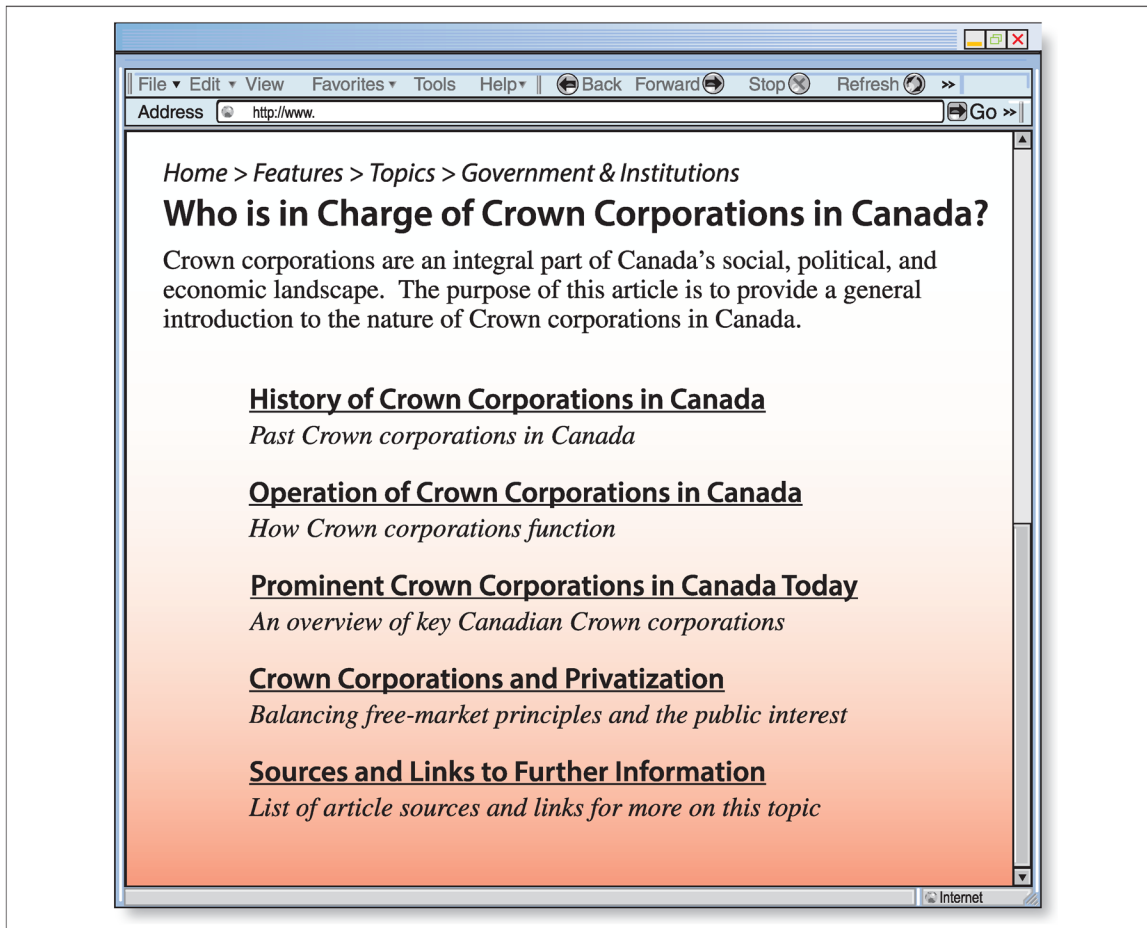 File Edit View Favorites Tools Help Back Forward Stop Refresh »
Address http://www. Go »
Home > Features > Topics > Government & Institutions
Who is in Charge of Crown Corporations in Canada?
Crown corporations are an integral part of Canada's social, political, and
economic landscape. The purpose of this article is to provide a general
introduction to the nature of Crown corporations in Canada.
History of Crown Corporations in Canada
Past Crown corporations in Canada
Operation of Crown Corporations in Canada
How Crown corporations function
Prominent Crown Corporations in Canada Today
An overview of key Canadian Crown corporations
Crown Corporations and Privatization
Balancing free-market principles and the public interest
Sources and Links to Further Information
List of article sources and links for more on this topic
Internet